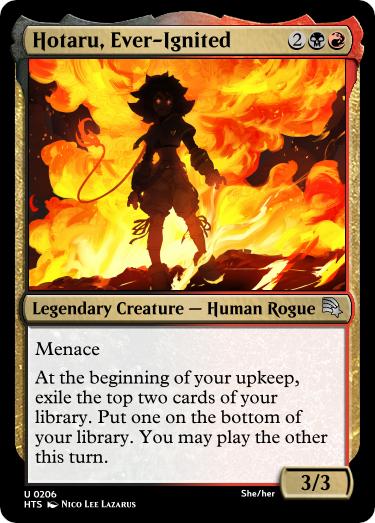 Hotaru, Ever-Ignited 2
Legendary Creature — Human Rogue
Menace
At the beginning of your upkeep,
exile the top two cards of your
library. Put one on the bottom of
your library. You may play the other
this turn.
3/3
U 0206 She/her
HTS Nico Lee Lazarus